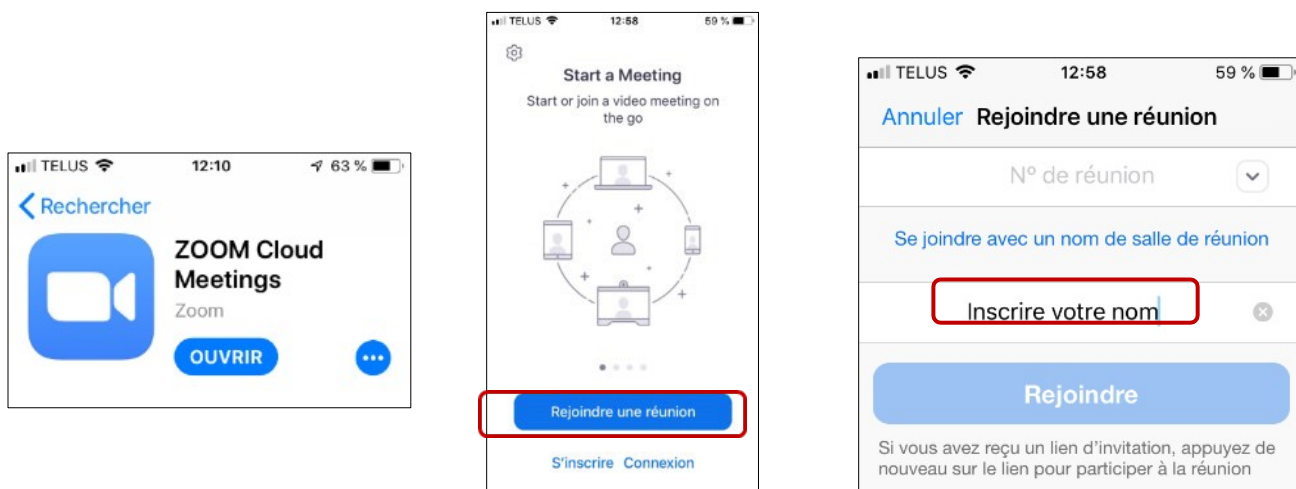 TELUS 12:10 63 %
Rechercher
ZOOM Cloud
Meetings
Zoom
OUVRIR
TELUS 12:58 59 %
Start a Meeting
Start or join a video meeting on
the go
Rejoindre une réunion
S'inscrire Connexion
TELUS 12:58 59 %
Annuler Rejoindre une réunion
N° de réunion
Se joindre avec un nom de salle de réunion
Inscrire votre nom
Rejoindre
Si vous avez reçu un lien d'invitation, appuyez de
nouveau sur le lien pour participer à la réunion